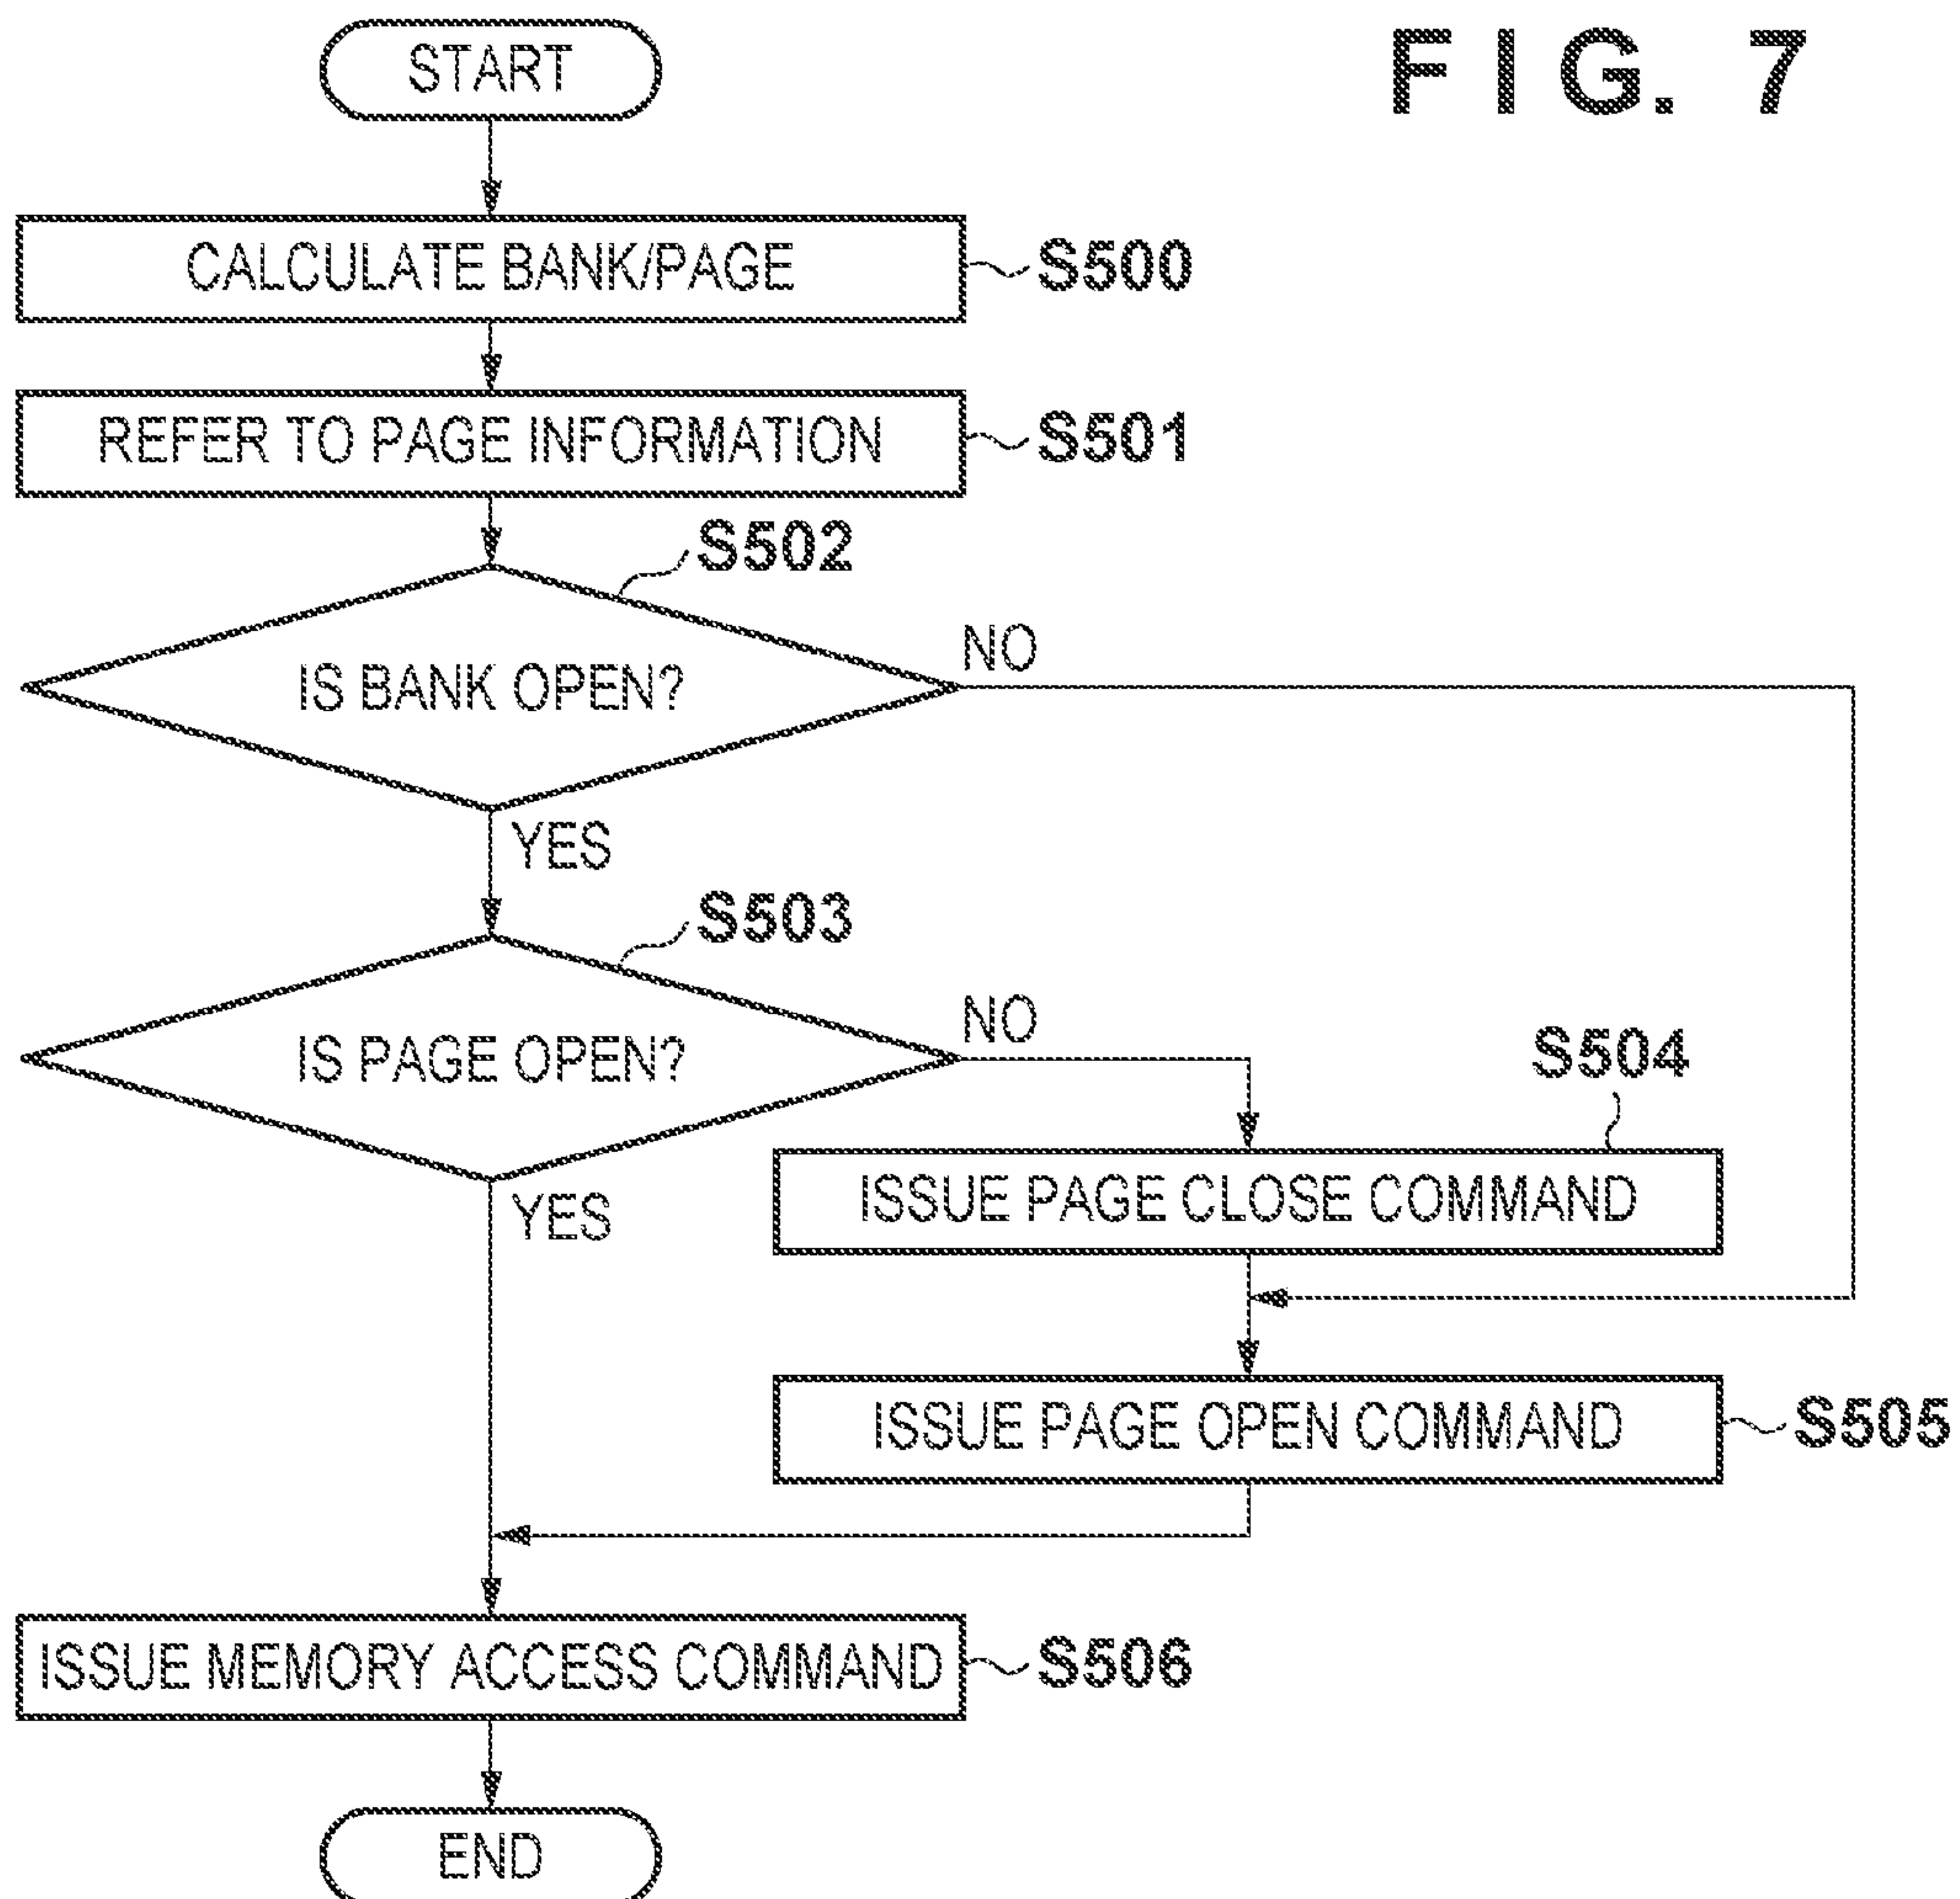 FIG. 7
START
CALCULATE BANK/PAGE
S500
REFER TO PAGE INFORMATION
S501
S502
IS BANK OPEN?
NO
YES
S503
IS PAGE OPEN?
NO
YES
S504
ISSUE PAGE CLOSE COMMAND
ISSUE PAGE OPEN COMMAND
S505
ISSUE MEMORY ACCESS COMMAND
S506
END